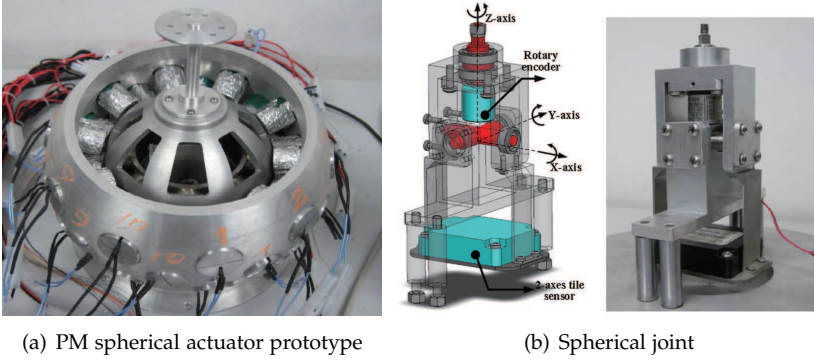 Z-axis
Rotary
encoder
Y-axis
X-axis
2-axes tile
sensor
(a) PM spherical actuator prototype
(b) Spherical joint